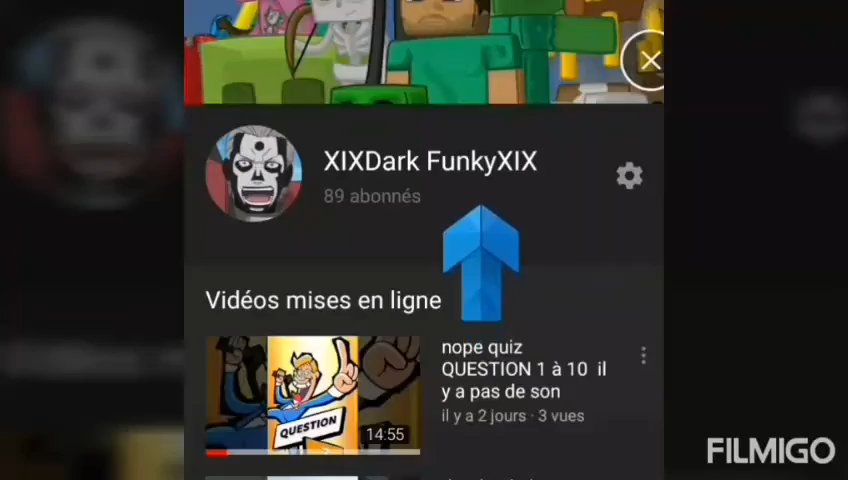 XIXDark FunkyXIX
89 abonnés
Vidéos mises en ligne
nope quiz
QUESTION 1 à 10 il
y a pas de son
il y a 2 jours · 3 vues
QUESTION
14:55
FILMIGO